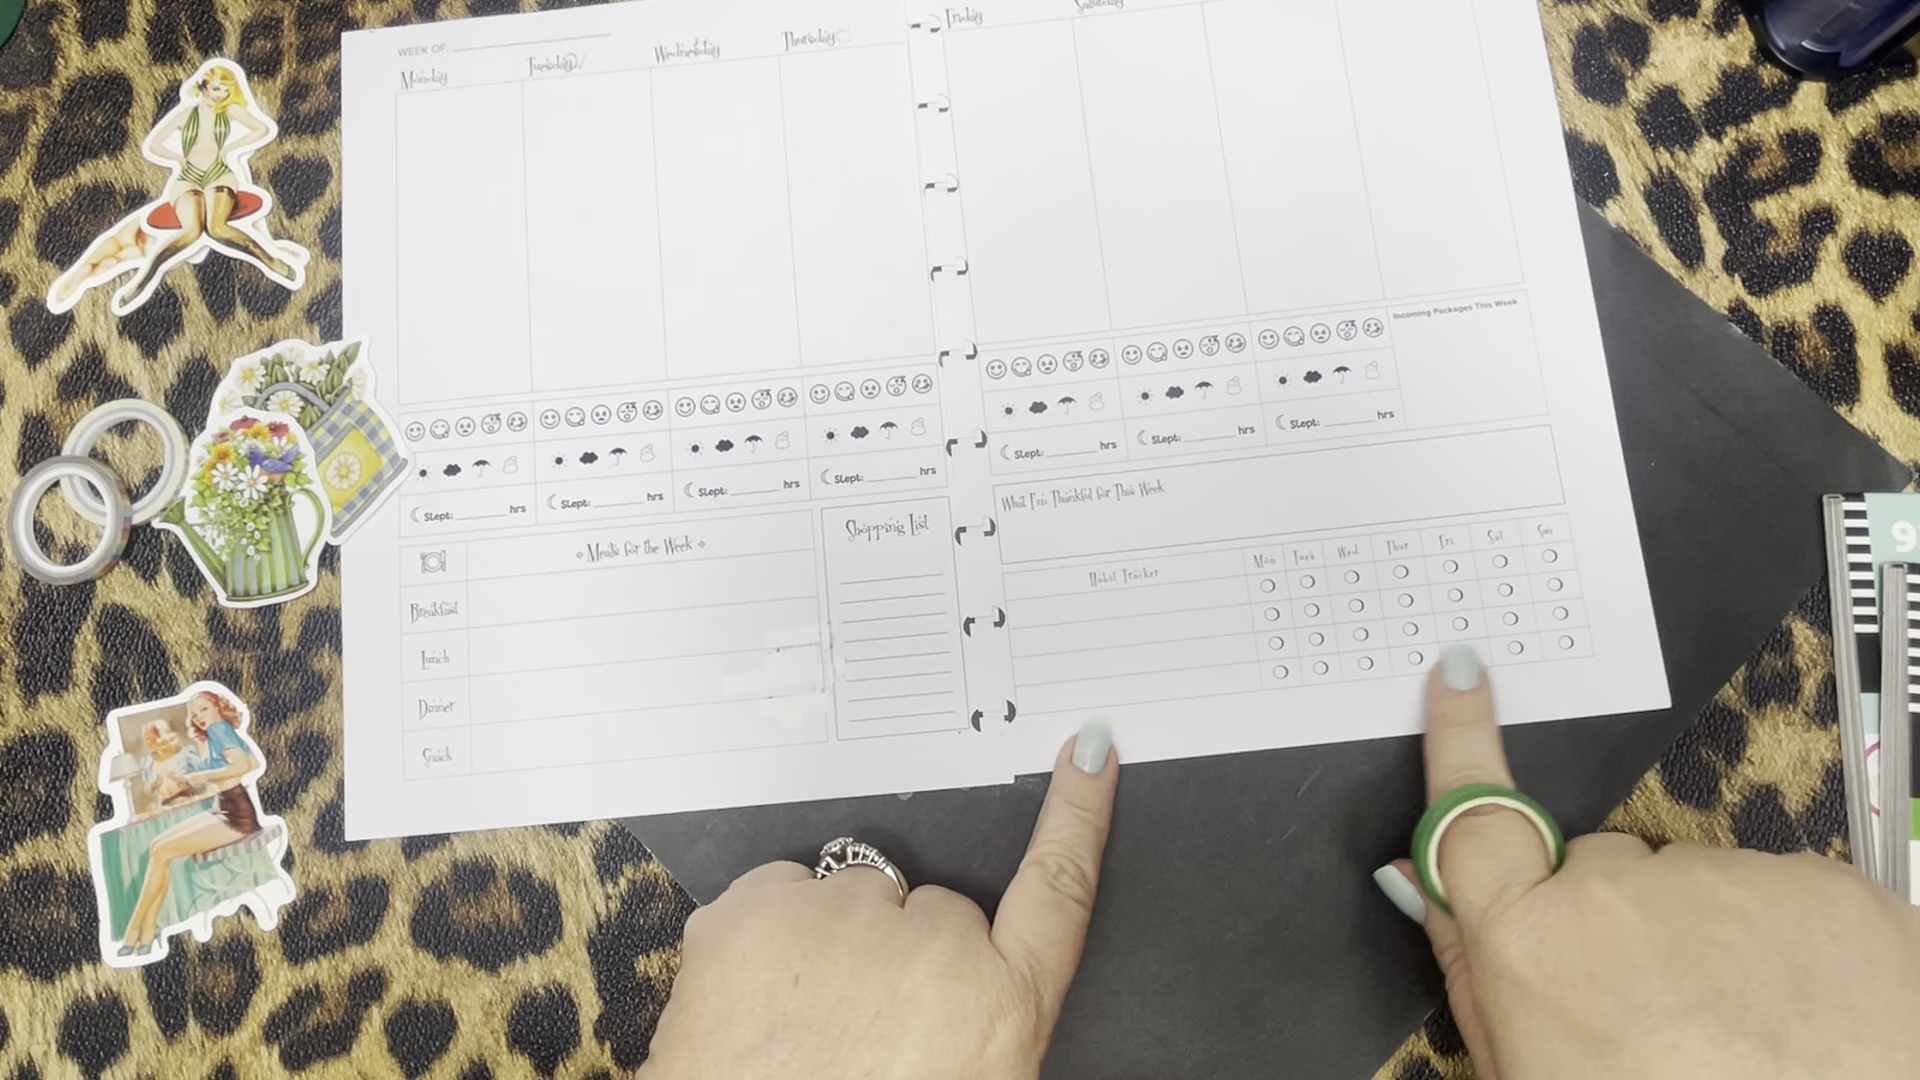 WEEK OF:
Monday
Tuesday
Wednesday
Thursday
Friday
Saturday
Incoming Packages This Week
Slept: hrs
Slept: hrs
Slept: hrs
Slept: hrs
Slept: hrs
Slept: hrs
Slept: hrs
Meals for the Week
Breakfast
Lunch
Dinner
Snack
Shopping List
What I'm Thankful for This Week
Habit Tracker Mon Tues Wed Thur Fri Sat Sun
9